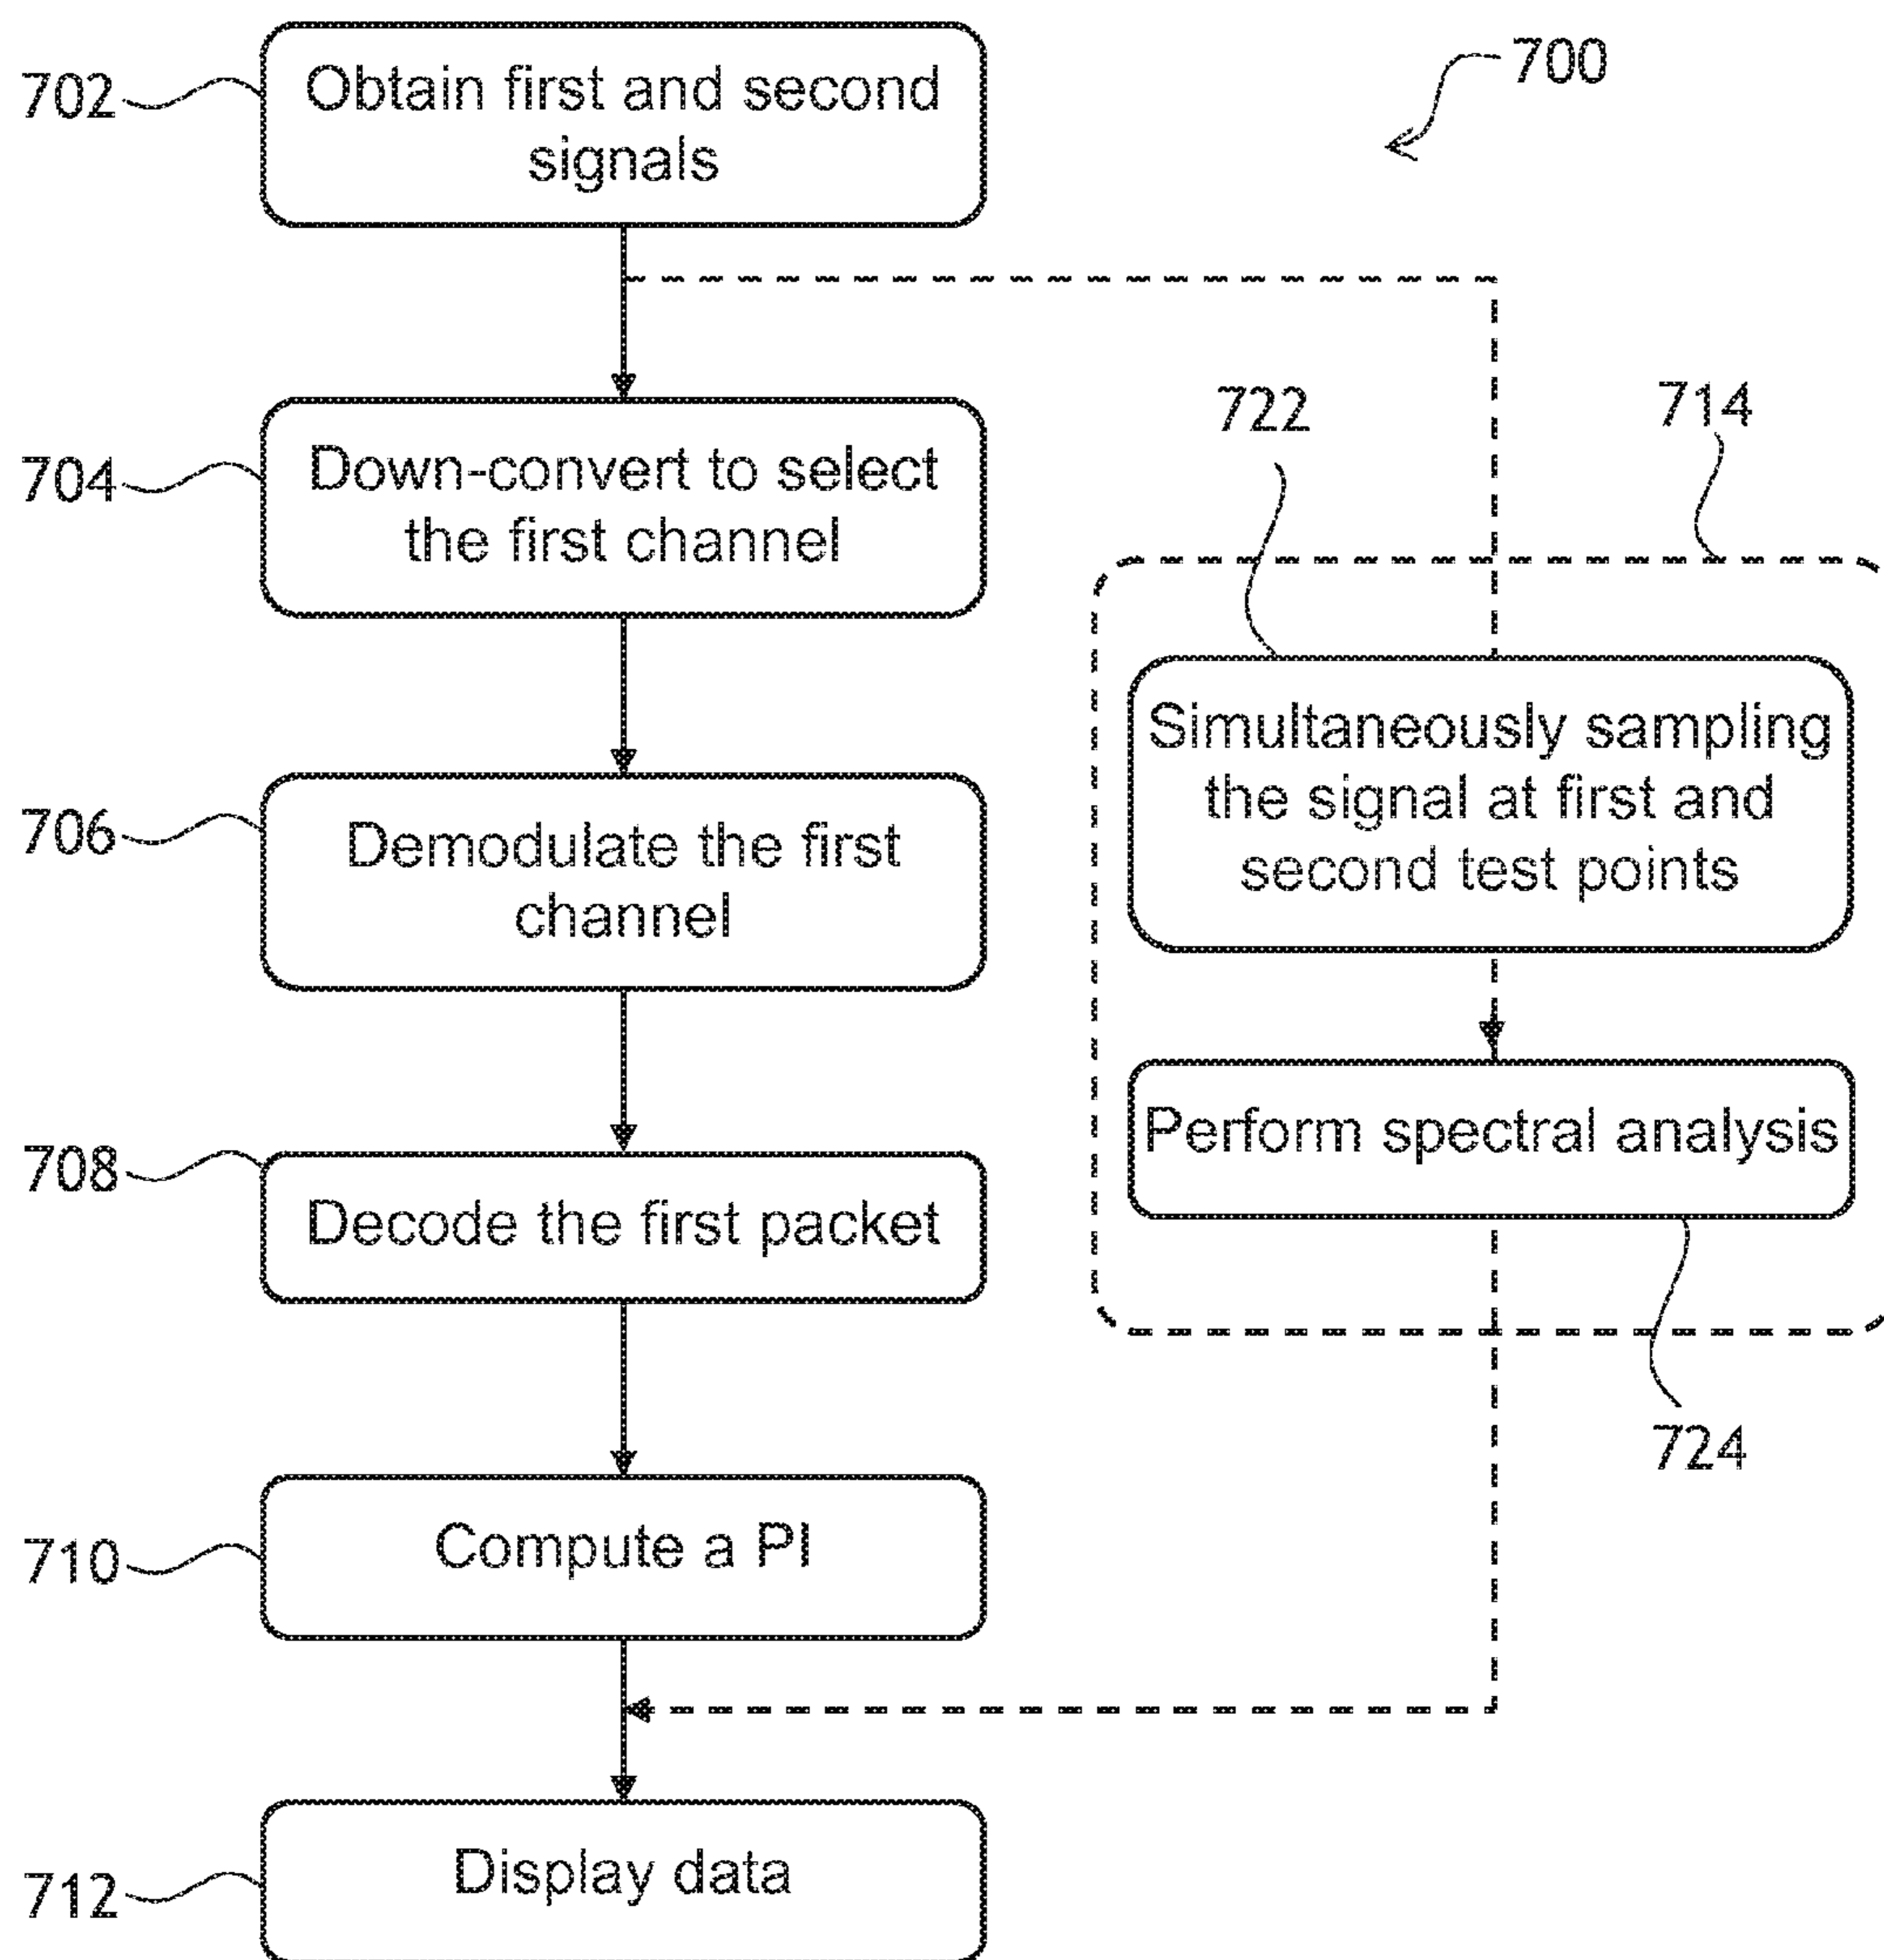 700
702
Obtain first and second
signals
704
Down-convert to select
the first channel
722
714
706
Demodulate the first
channel
Simultaneously sampling
the signal at first and
second test points
708
Decode the first packet
Perform spectral analysis
724
710
Compute a PI
712
Display data